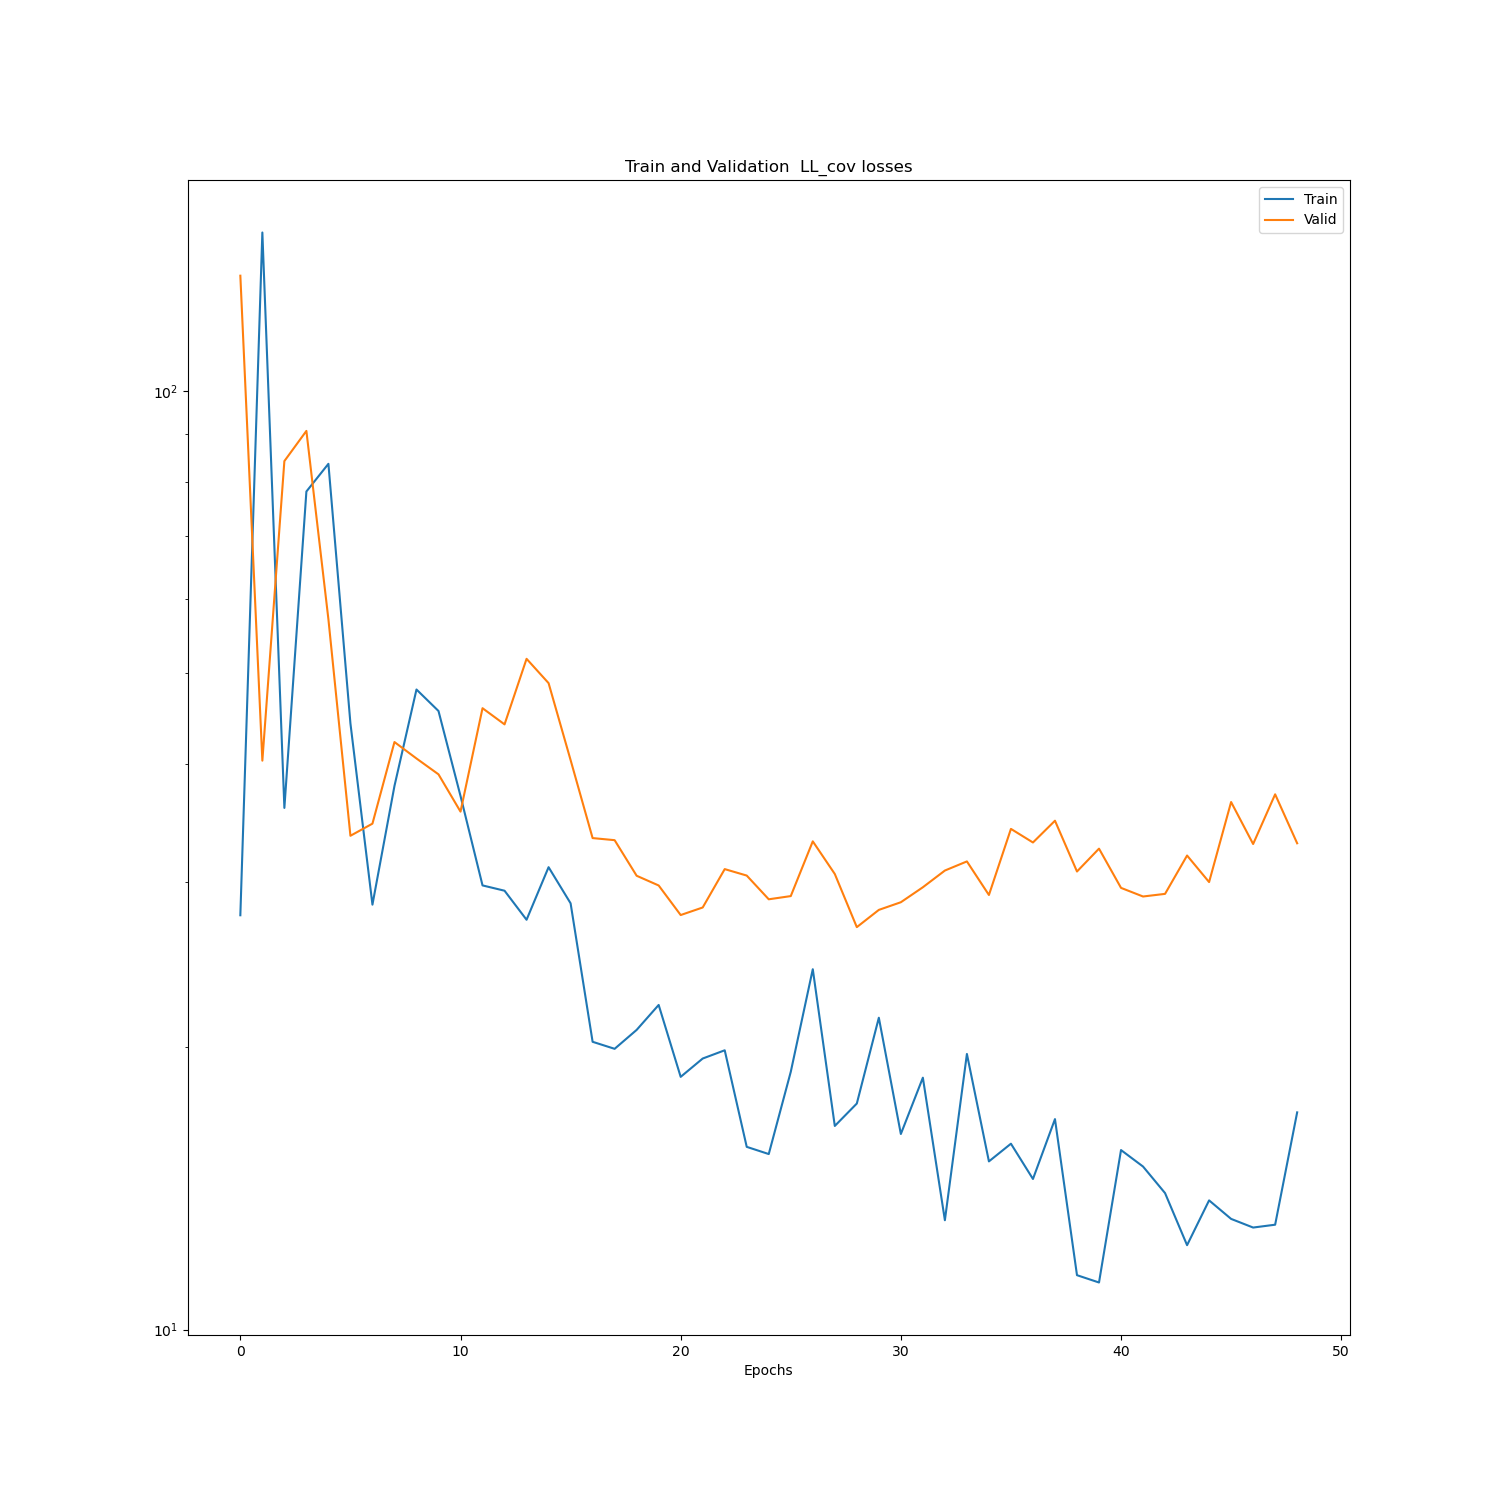 Train and Validation  LL_cov losses
Train
Valid
10²
10¹
0 10 20 30 40 50
Epochs